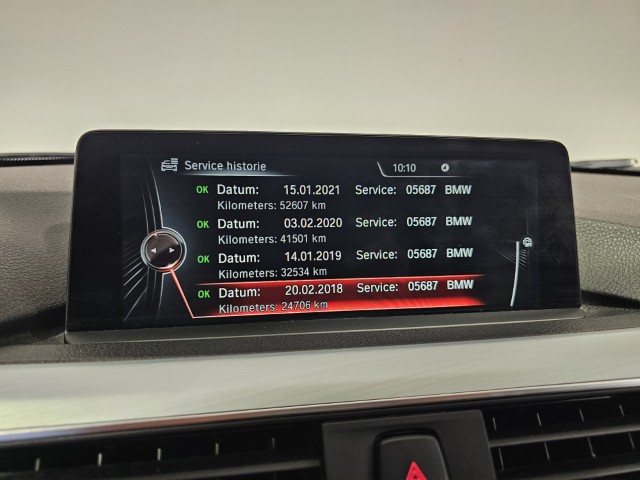 Service historie 10:10
OK Datum: 15.01.2021 Service: 05687 BMW
Kilometers: 52607 km
OK Datum: 03.02.2020 Service: 05687 BMW
Kilometers: 41501 km
OK Datum: 14.01.2019 Service: 05687 BMW
Kilometers: 32534 km
OK Datum: 20.02.2018 Service: 05687 BMW
Kilometers: 24706 km